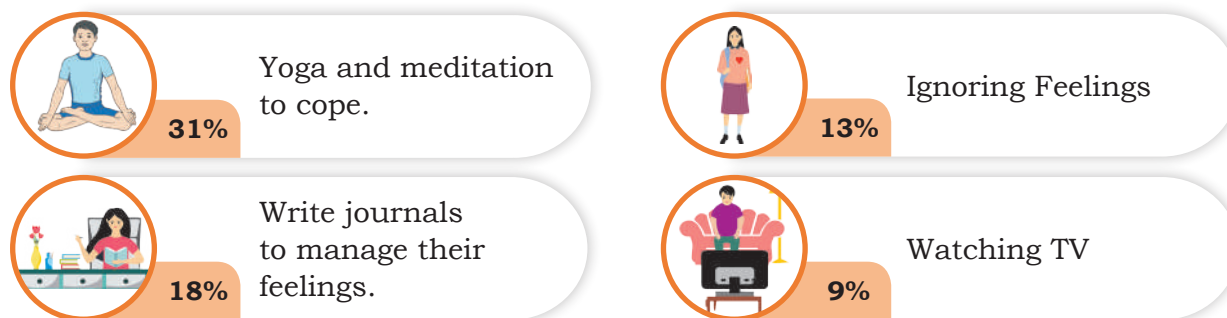 Yoga and meditation
to cope.
31%
Ignoring Feelings
13%
Write journals
to manage their
feelings.
18%
Watching TV
9%